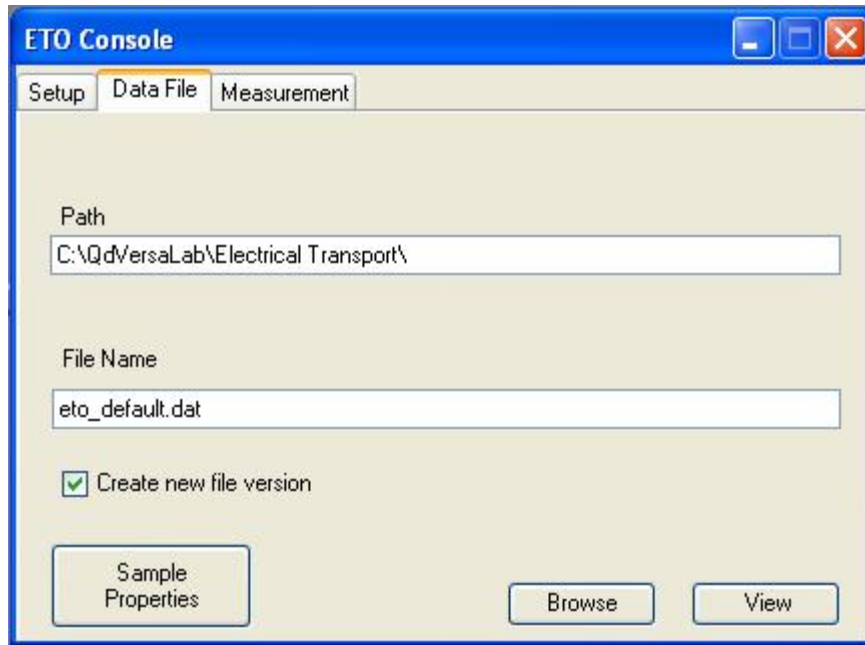 ETO Console
Setup Data File Measurement
Path
C:\QdVersaLab\Electrical Transport\
File Name
eto_default.dat
Create new file version
Sample
Properties
Browse View